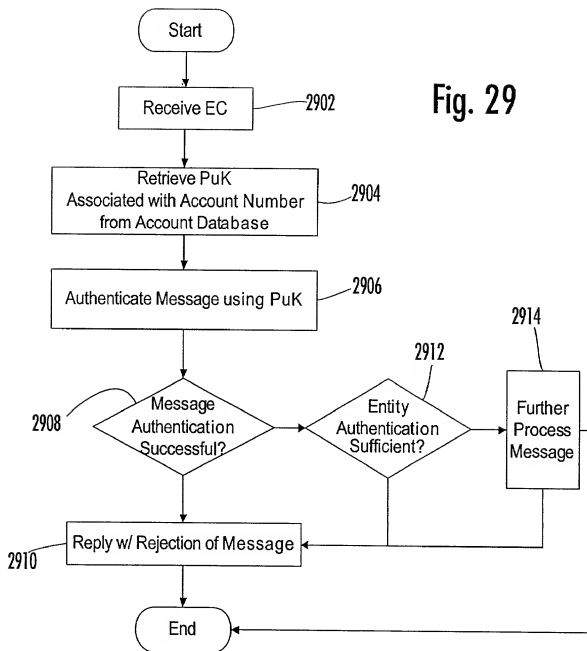 Start
Fig. 29
Receive EC
2902
Retrieve PuK
Associated with Account Number
from Account Database
2904
Authenticate Message using PuK
2906
2914
2912
2908
Message
Authentication
Successful?
Entity
Authentication
Sufficient?
Further
Process
Message
2910
Reply w/ Rejection of Message
End